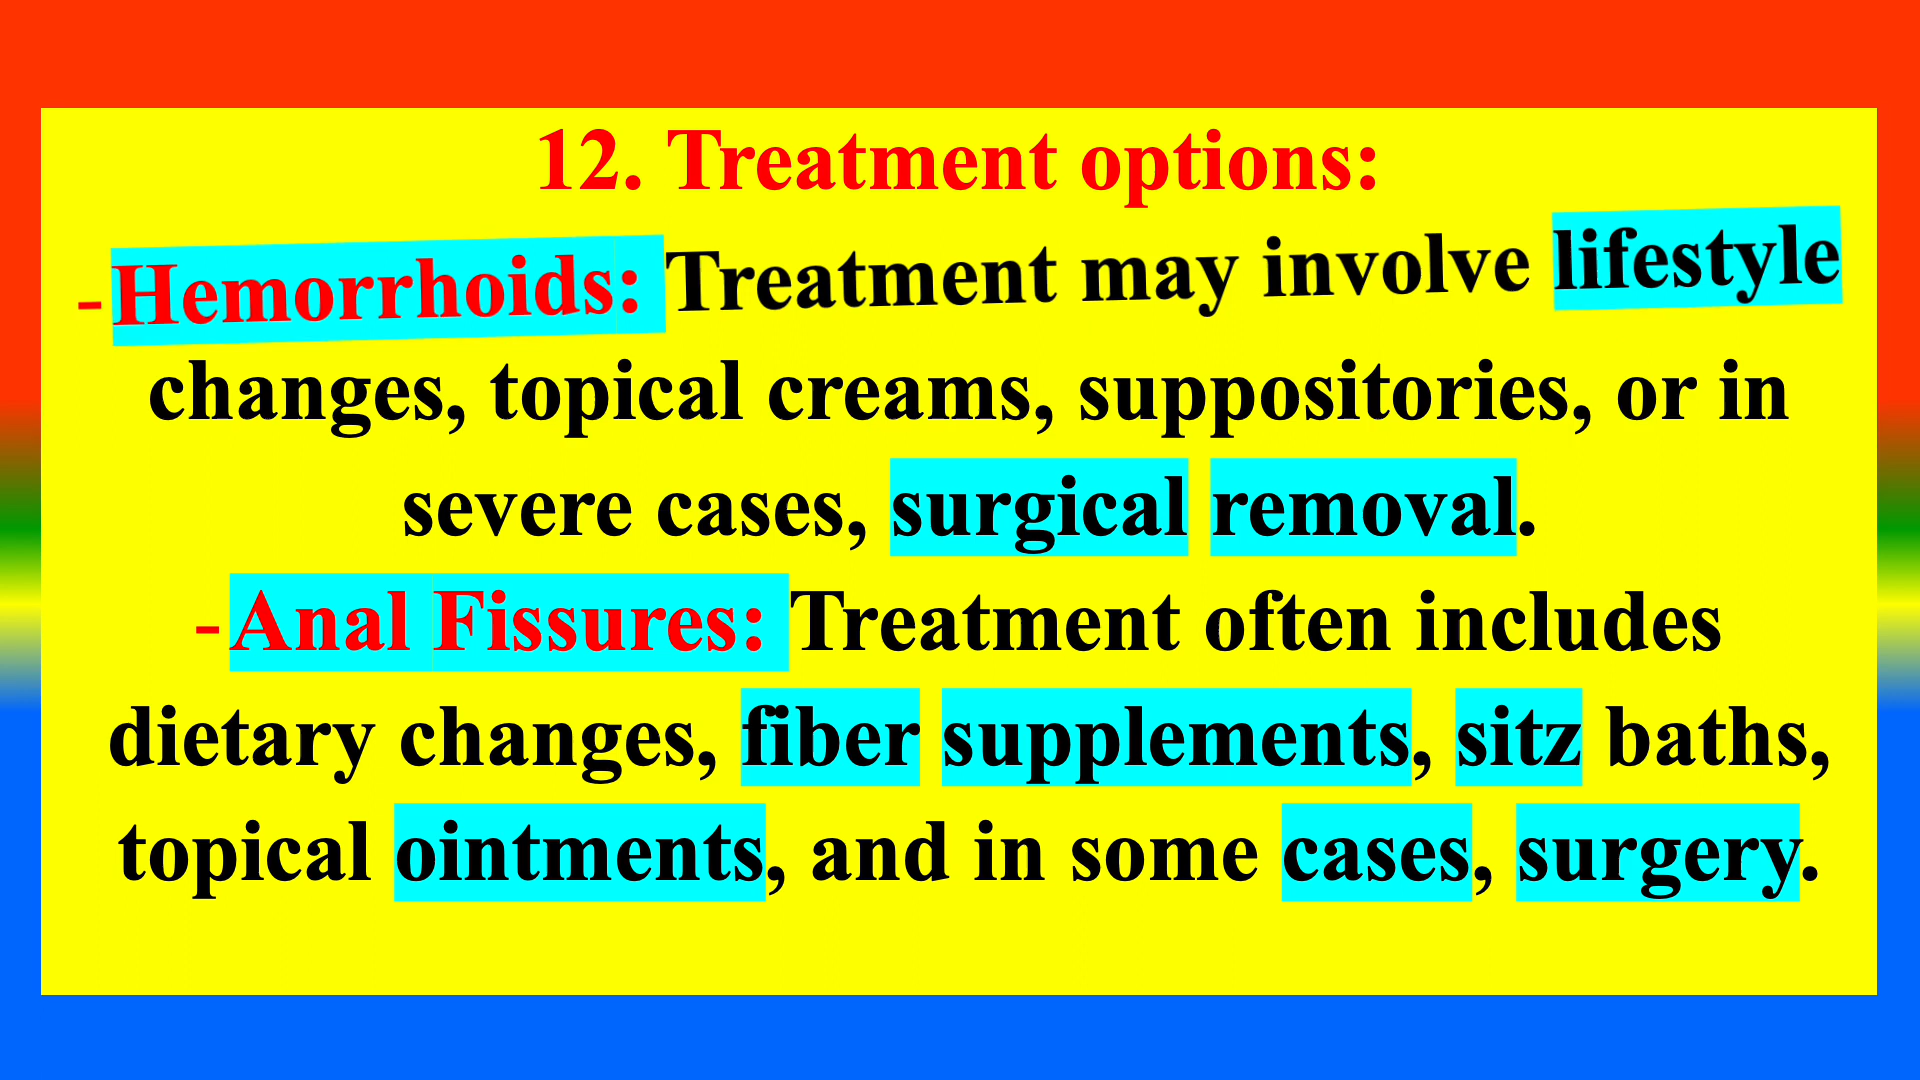 12. Treatment options:
-Hemorrhoids: Treatment may involve lifestyle
changes, topical creams, suppositories, or in
severe cases, surgical removal.
-Anal Fissures: Treatment often includes
dietary changes, fiber supplements, sitz baths,
topical ointments, and in some cases, surgery.